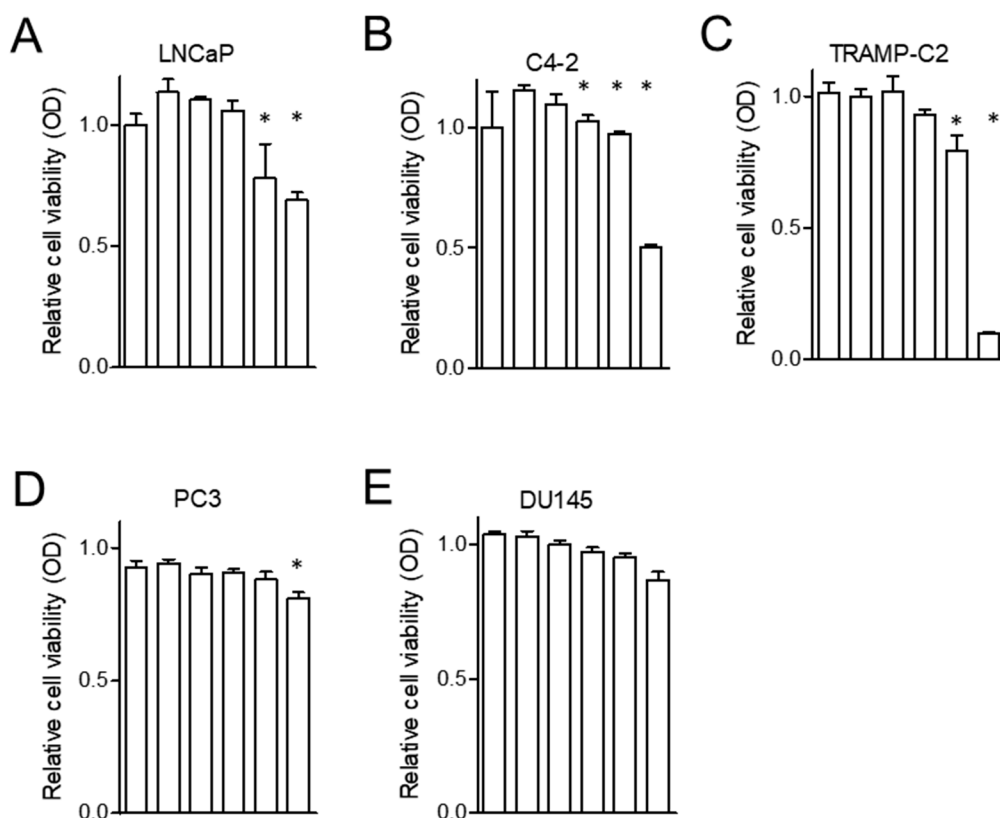 A
LNCaP
Relative cell viability (OD)
1.0
0.5
0.0
* *
B
C4-2
Relative cell viability (OD)
1.0
0.5
0.0
* * *
C
TRAMP-C2
Relative cell viability (OD)
1.0
0.5
0.0
* *
D
PC3
Relative cell viability (OD)
1.0
0.5
0.0
*
E
DU145
Relative cell viability (OD)
1.0
0.5
0.0